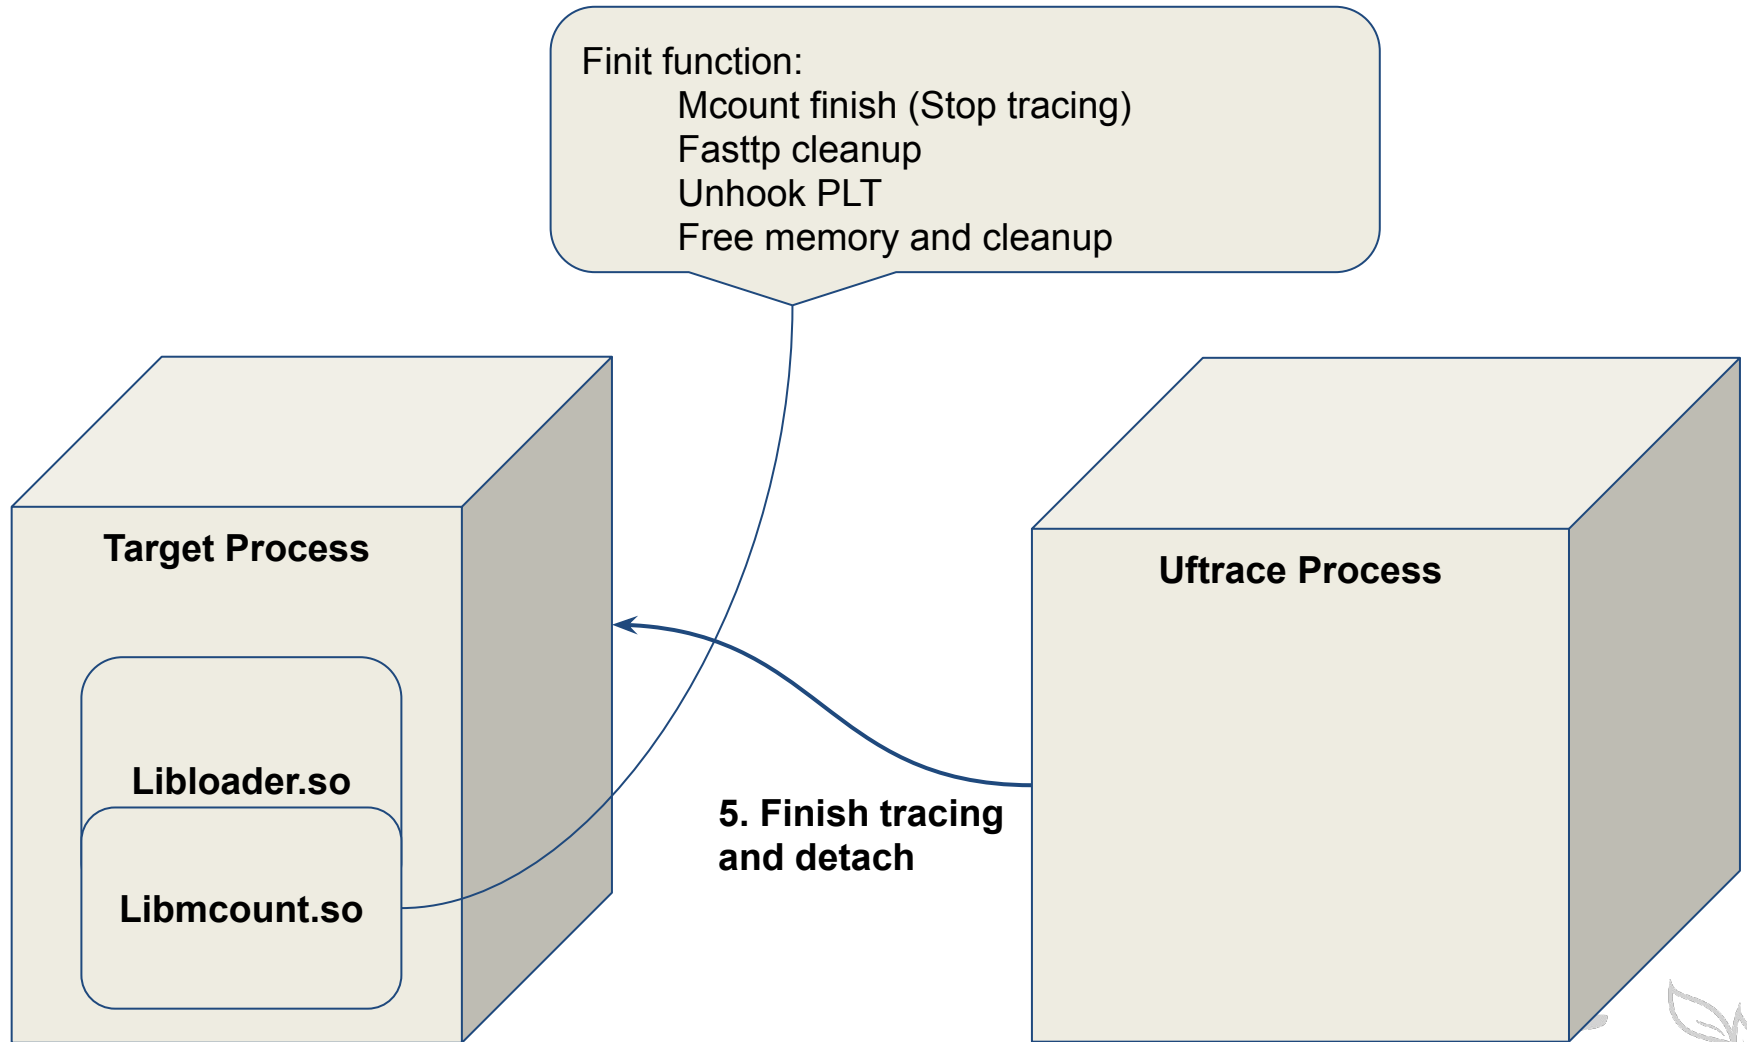 Finit function:
Mcount finish (Stop tracing)
Fasttp cleanup
Unhook PLT
Free memory and cleanup
Target Process
Uftrace Process
Libloader.so
5. Finish tracing
and detach
Libmcount.so